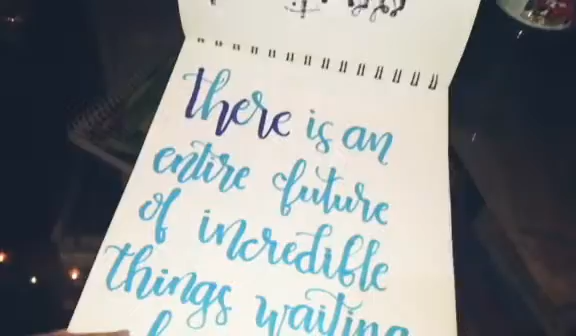 there is an
entire future
of incredible
things waiting